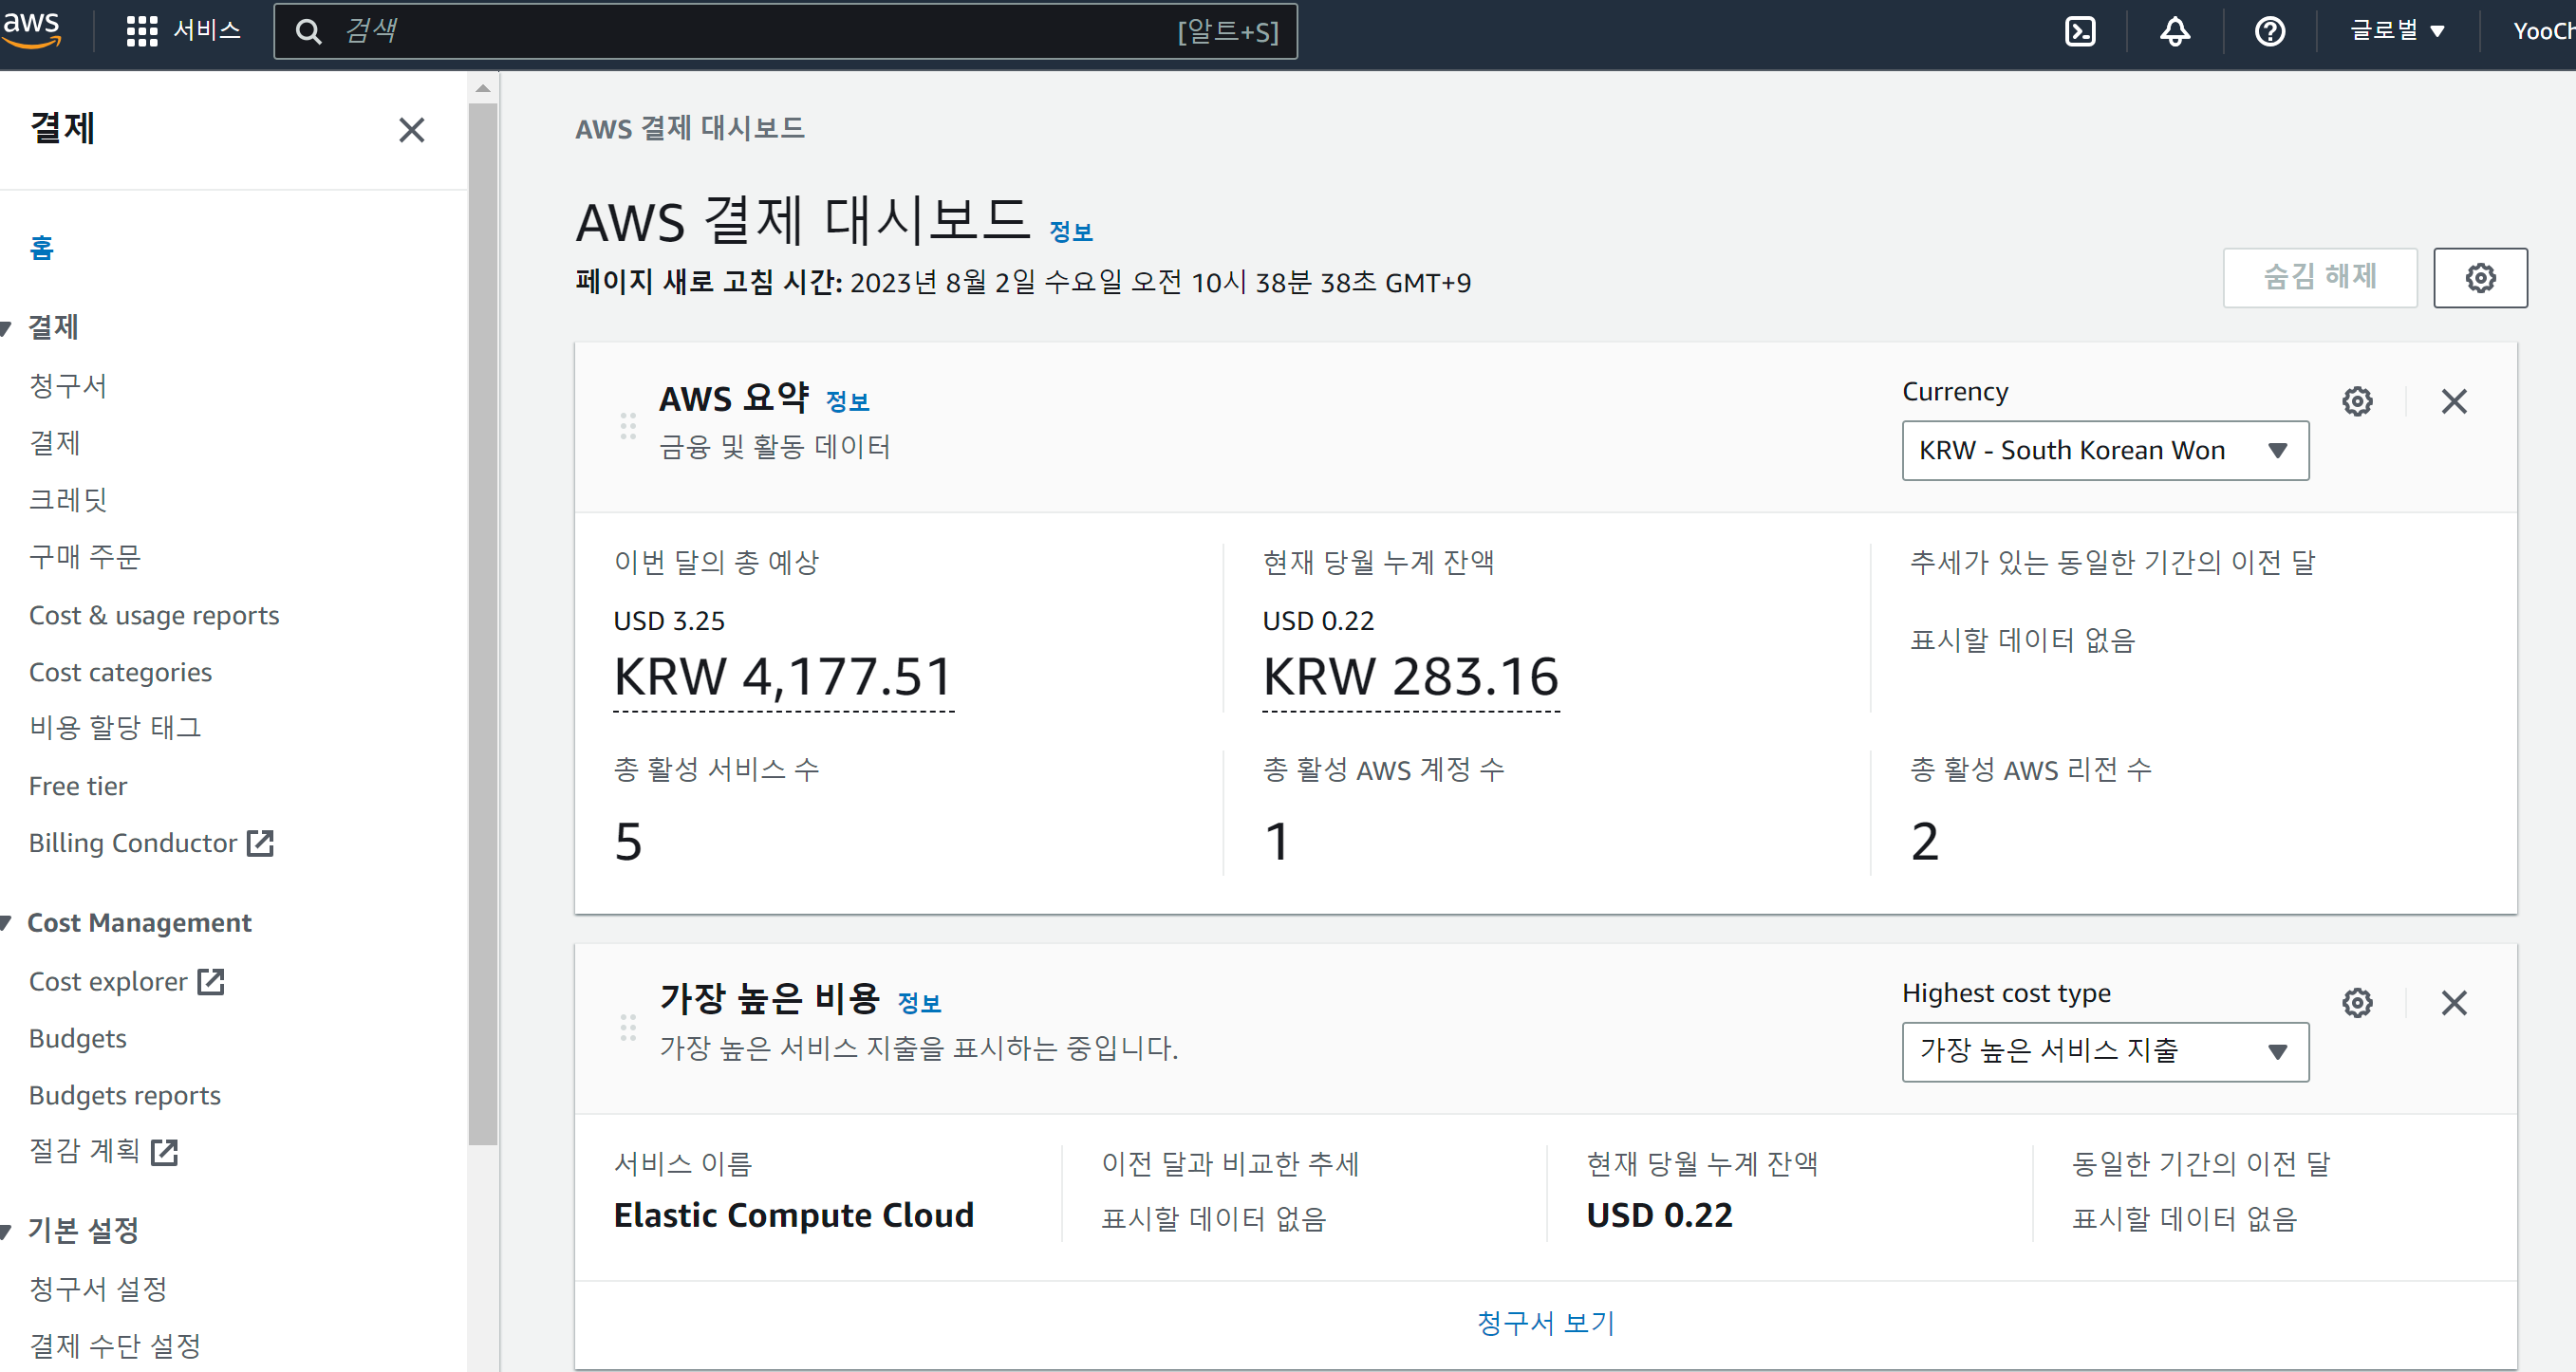 aws
서비스
검색
[알트+S]
글로벌
YooCh
결제
홈
결제
청구서
결제
크레딧
구매 주문
Cost & usage reports
Cost categories
비용 할당 태그
Free tier
Billing Conductor
Cost Management
Cost explorer
Budgets
Budgets reports
절감 계획
기본 설정
청구서 설정
결제 수단 설정
AWS 결제 대시보드
AWS 결제 대시보드 정보
페이지 새로 고침 시간: 2023년 8월 2일 수요일 오전 10시 38분 38초 GMT+9
숨김 해제
AWS 요약 정보
금융 및 활동 데이터
Currency
KRW - South Korean Won
이번 달의 총 예상
USD 3.25
KRW 4,177.51
현재 당월 누계 잔액
USD 0.22
KRW 283.16
추세가 있는 동일한 기간의 이전 달
표시할 데이터 없음
총 활성 서비스 수
5
총 활성 AWS 계정 수
1
총 활성 AWS 리전 수
2
가장 높은 비용 정보
가장 높은 서비스 지출을 표시하는 중입니다.
Highest cost type
가장 높은 서비스 지출
서비스 이름
Elastic Compute Cloud
이전 달과 비교한 추세
표시할 데이터 없음
현재 당월 누계 잔액
USD 0.22
동일한 기간의 이전 달
표시할 데이터 없음
청구서 보기